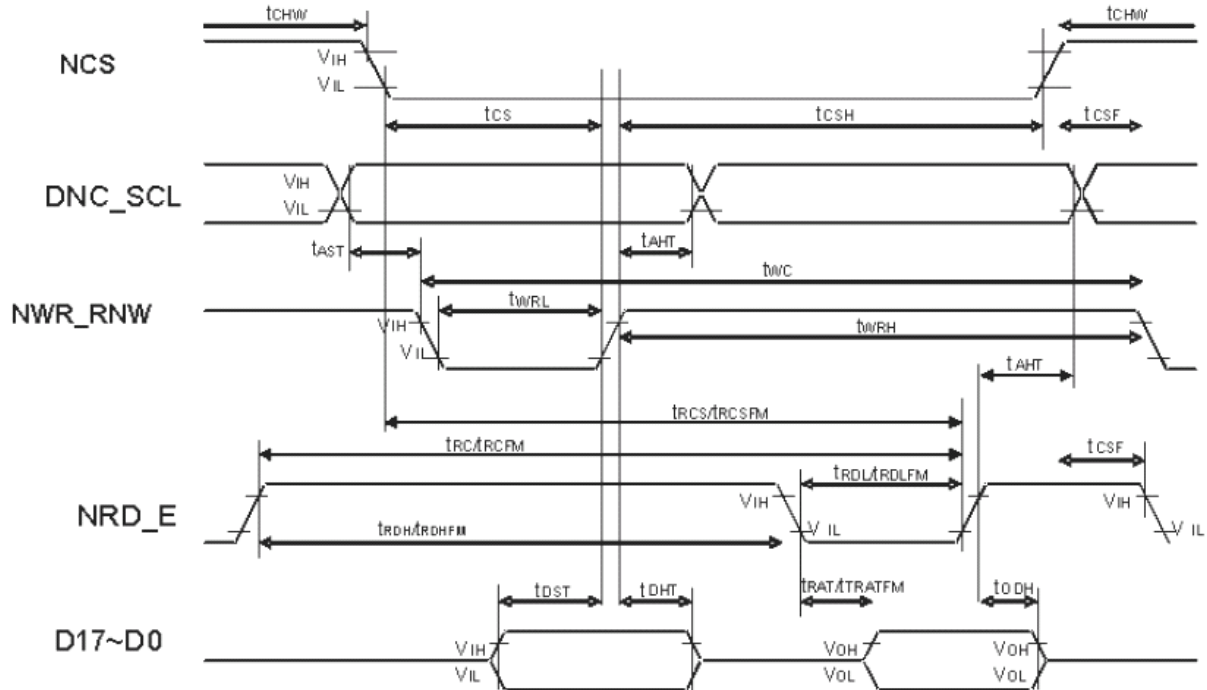 tCHW tCHW
NCS
VIH
VIL
tCS tCSH tCSF
DNC_SCL
VIH
VIL
tAST tAHT
tWC
NWR_RNW
tWRL
VIH
tWRH
VIL
tAHT
tRCS/tRCSFM
tRC/tRCFM
tCSF
tRDL/tRDLFM
NRD_E
VIH VIH
VIL VIL
tRDH/tRDHFM
tRAT/tTRATFM
tDST tDHT tODH
D17~D0
VIH VOH VOH
VIL VOL VOL